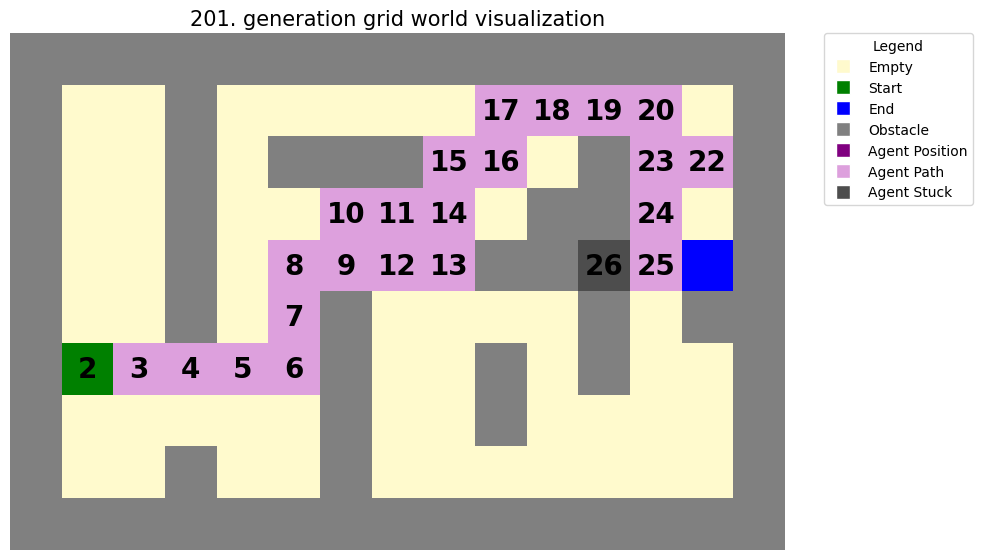 201. generation grid world visualization
17 18 19 20
15 16 23 22
10 11 14 24
8 9 12 13 26 25
7
2 3 4 5 6
Legend
Empty
Start
End
Obstacle
Agent Position
Agent Path
Agent Stuck